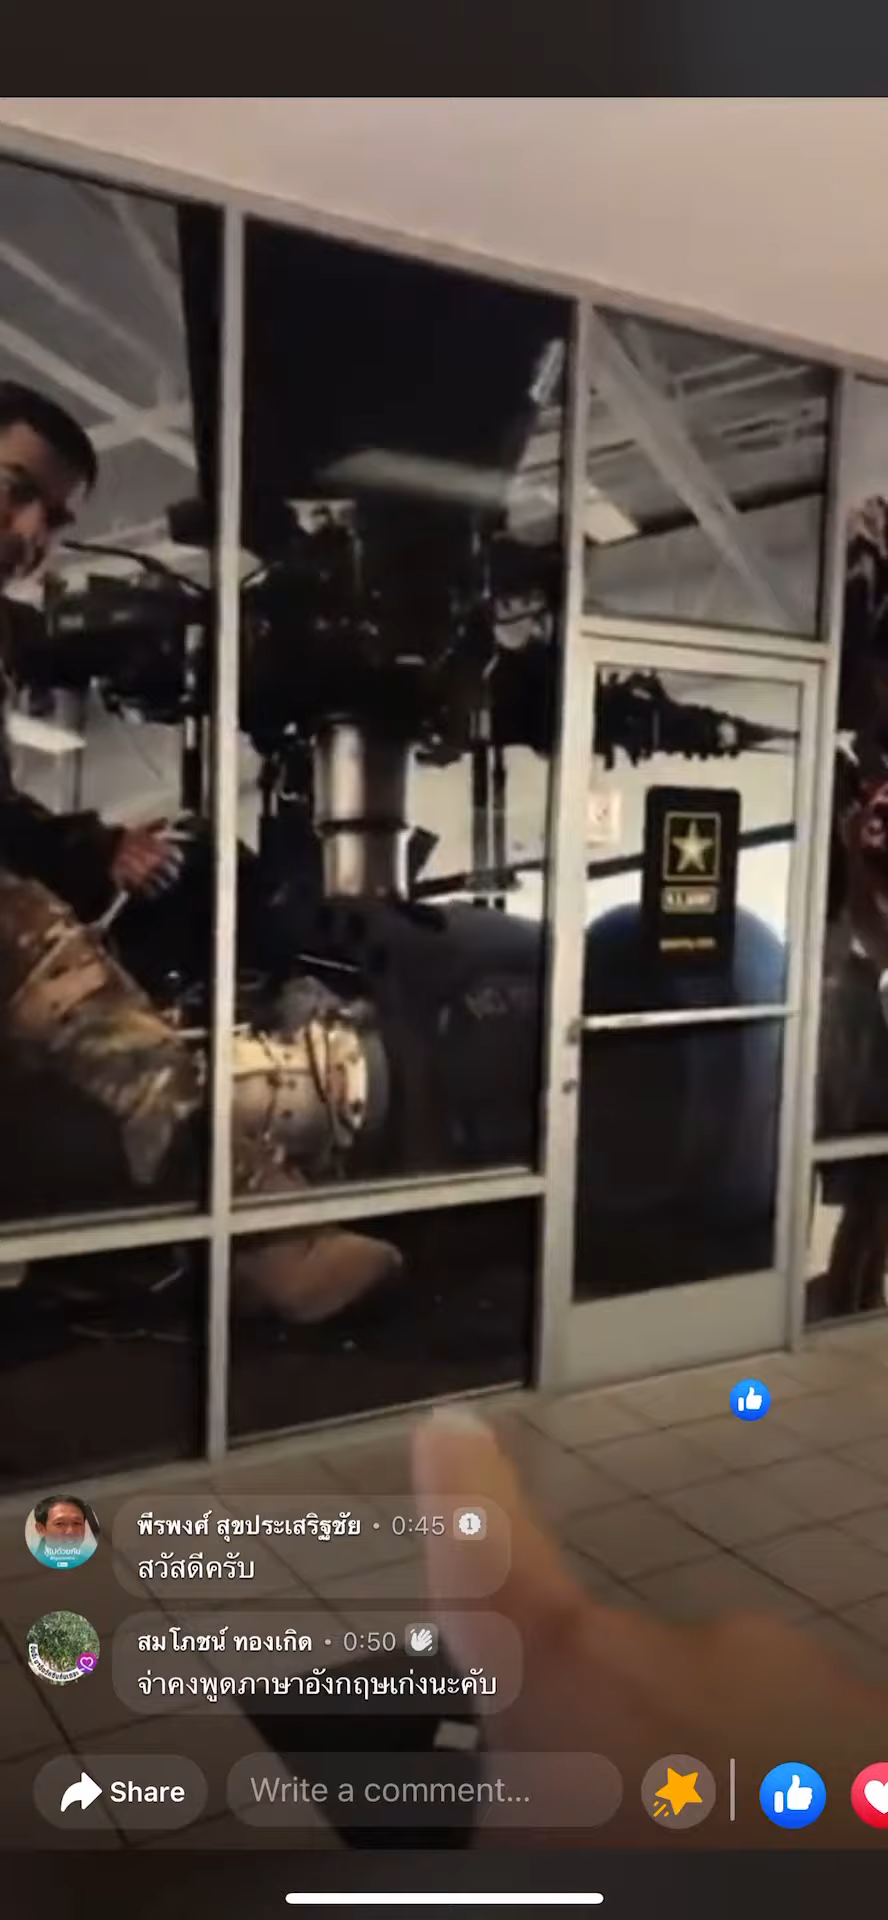 U.S. ARMY
พีรพงศ์ สุขประเสริฐชัย • 0:45
สวัสดีครับ
สมโภชน์ ทองเกิด • 0:50
จ่าคงพูดภาษาอังกฤษเก่งนะคับ
Share
Write a comment...